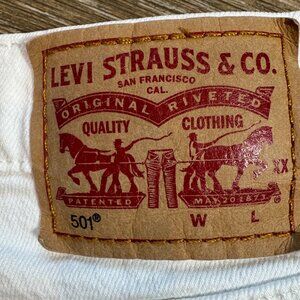 LEVI STRAUSS & CO.
SAN FRANCISCO
CAL.
ORIGINAL RIVETED
QUALITY CLOTHING
XX
PATENTED MAY 20 1873
501® W L